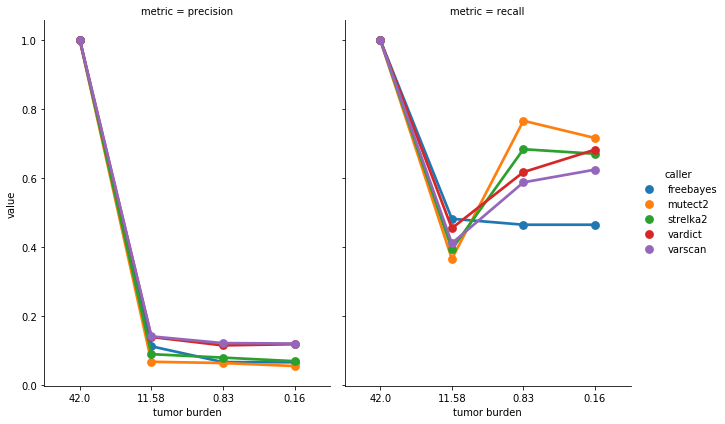 metric = precision
metric = recall
1.0
0.8
0.6
0.4
0.2
0.0
value
42.0 11.58 0.83 0.16
tumor burden
42.0 11.58 0.83 0.16
tumor burden
caller
freebayes
mutect2
strelka2
vardict
varscan